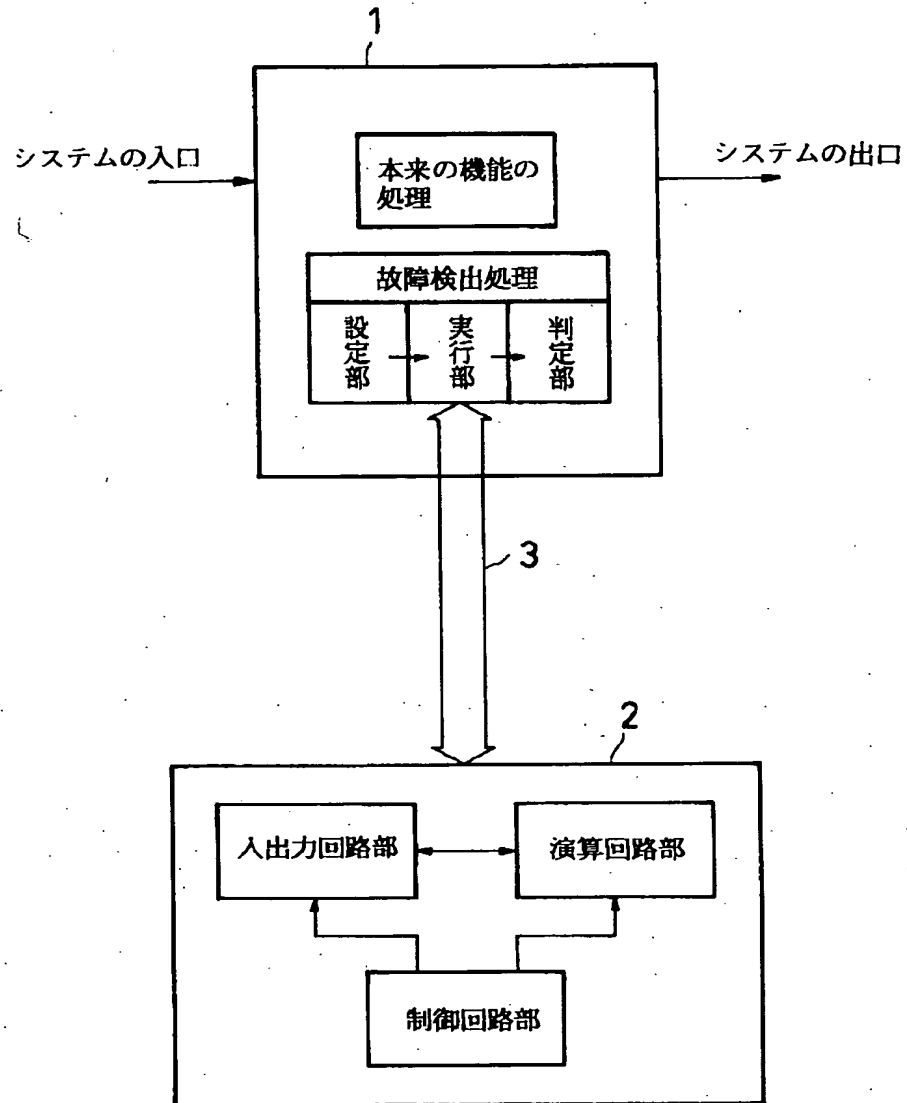 1
システムの入口
システムの出口
本来の機能の
処理
故障検出処理
設定部
実行部
判定部
3
2
入出力回路部
演算回路部
制御回路部